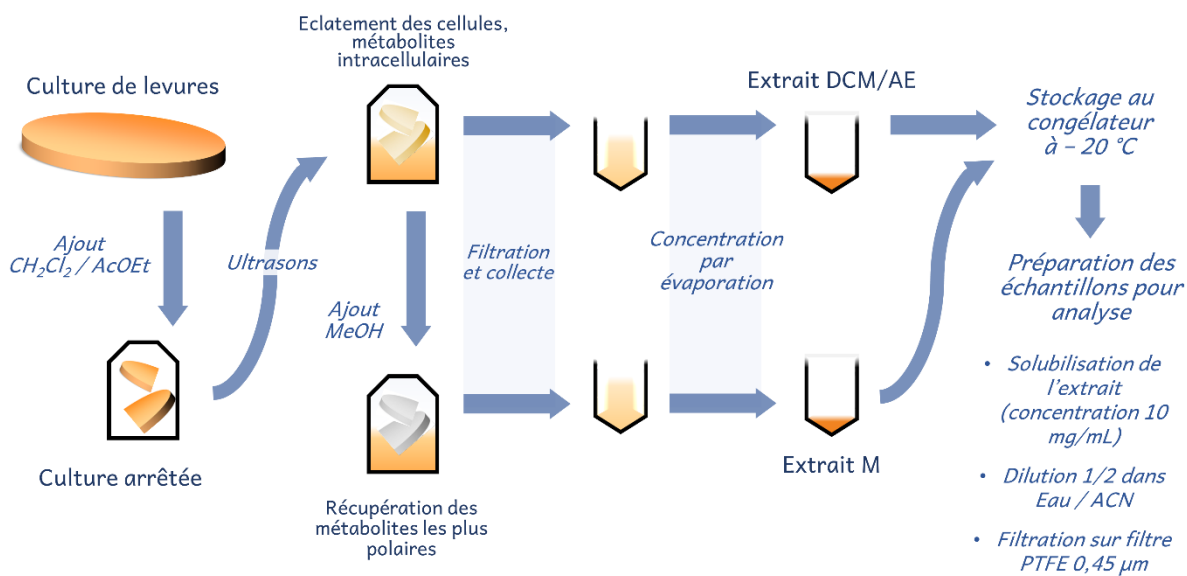 Culture de levures
Ajout
CH₂Cl₂ / AcOEt
Culture arrêtée
Ultrasons
Eclatement des cellules,
métabolites
intracellulaires
Ajout
MeOH
Récupération des
métabolites les plus
polaires
Filtration
et collecte
Concentration
par
évaporation
Extrait DCM/AE
Extrait M
Stockage au
congélateur
à – 20 °C
Préparation des
échantillons pour
analyse
• Solubilisation de
l’extrait
(concentration 10
mg/mL)
• Dilution 1/2 dans
Eau / ACN
• Filtration sur filtre
PTFE 0,45 µm